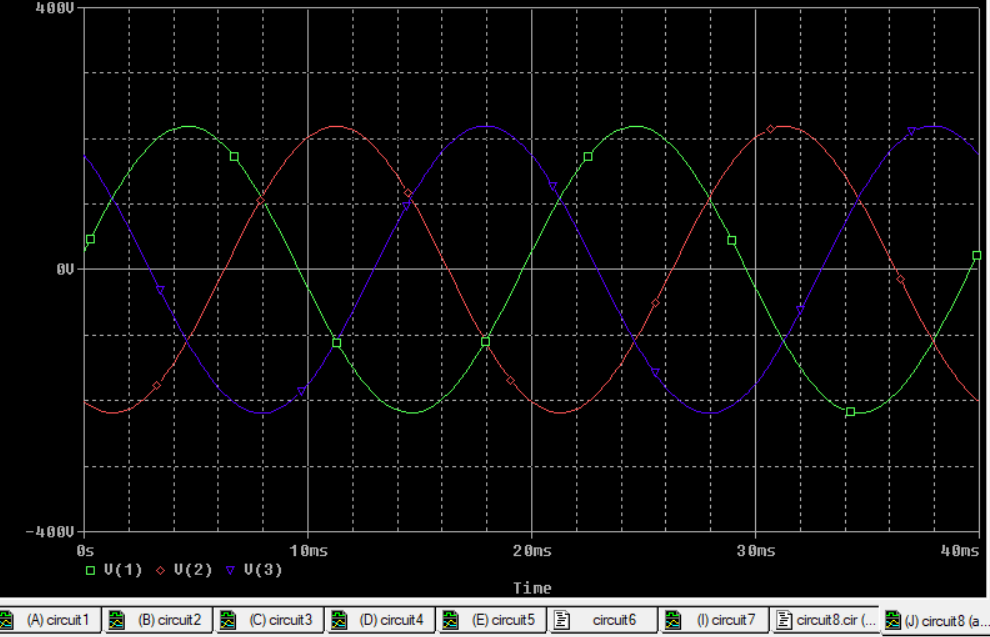 400V
0V
-400V
0s 10ms 20ms 30ms 40ms
V(1) V(2) V(3)
Time
(A) circuit1 (B) circuit2 (C) circuit3 (D) circuit4 (E) circuit5 circuit6 (I) circuit7 circuit8.cir (... (J) circuit8 (a...